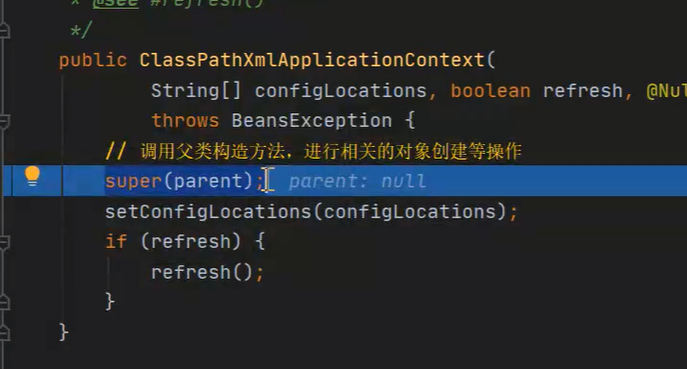 * @see #refresh()
*/
public ClassPathXmlApplicationContext(
String[] configLocations, boolean refresh, @Nul
throws BeansException {
// 调用父类构造方法，进行相关的对象创建等操作
super(parent); parent: null
setConfigLocations(configLocations);
if (refresh) {
refresh();
}
}